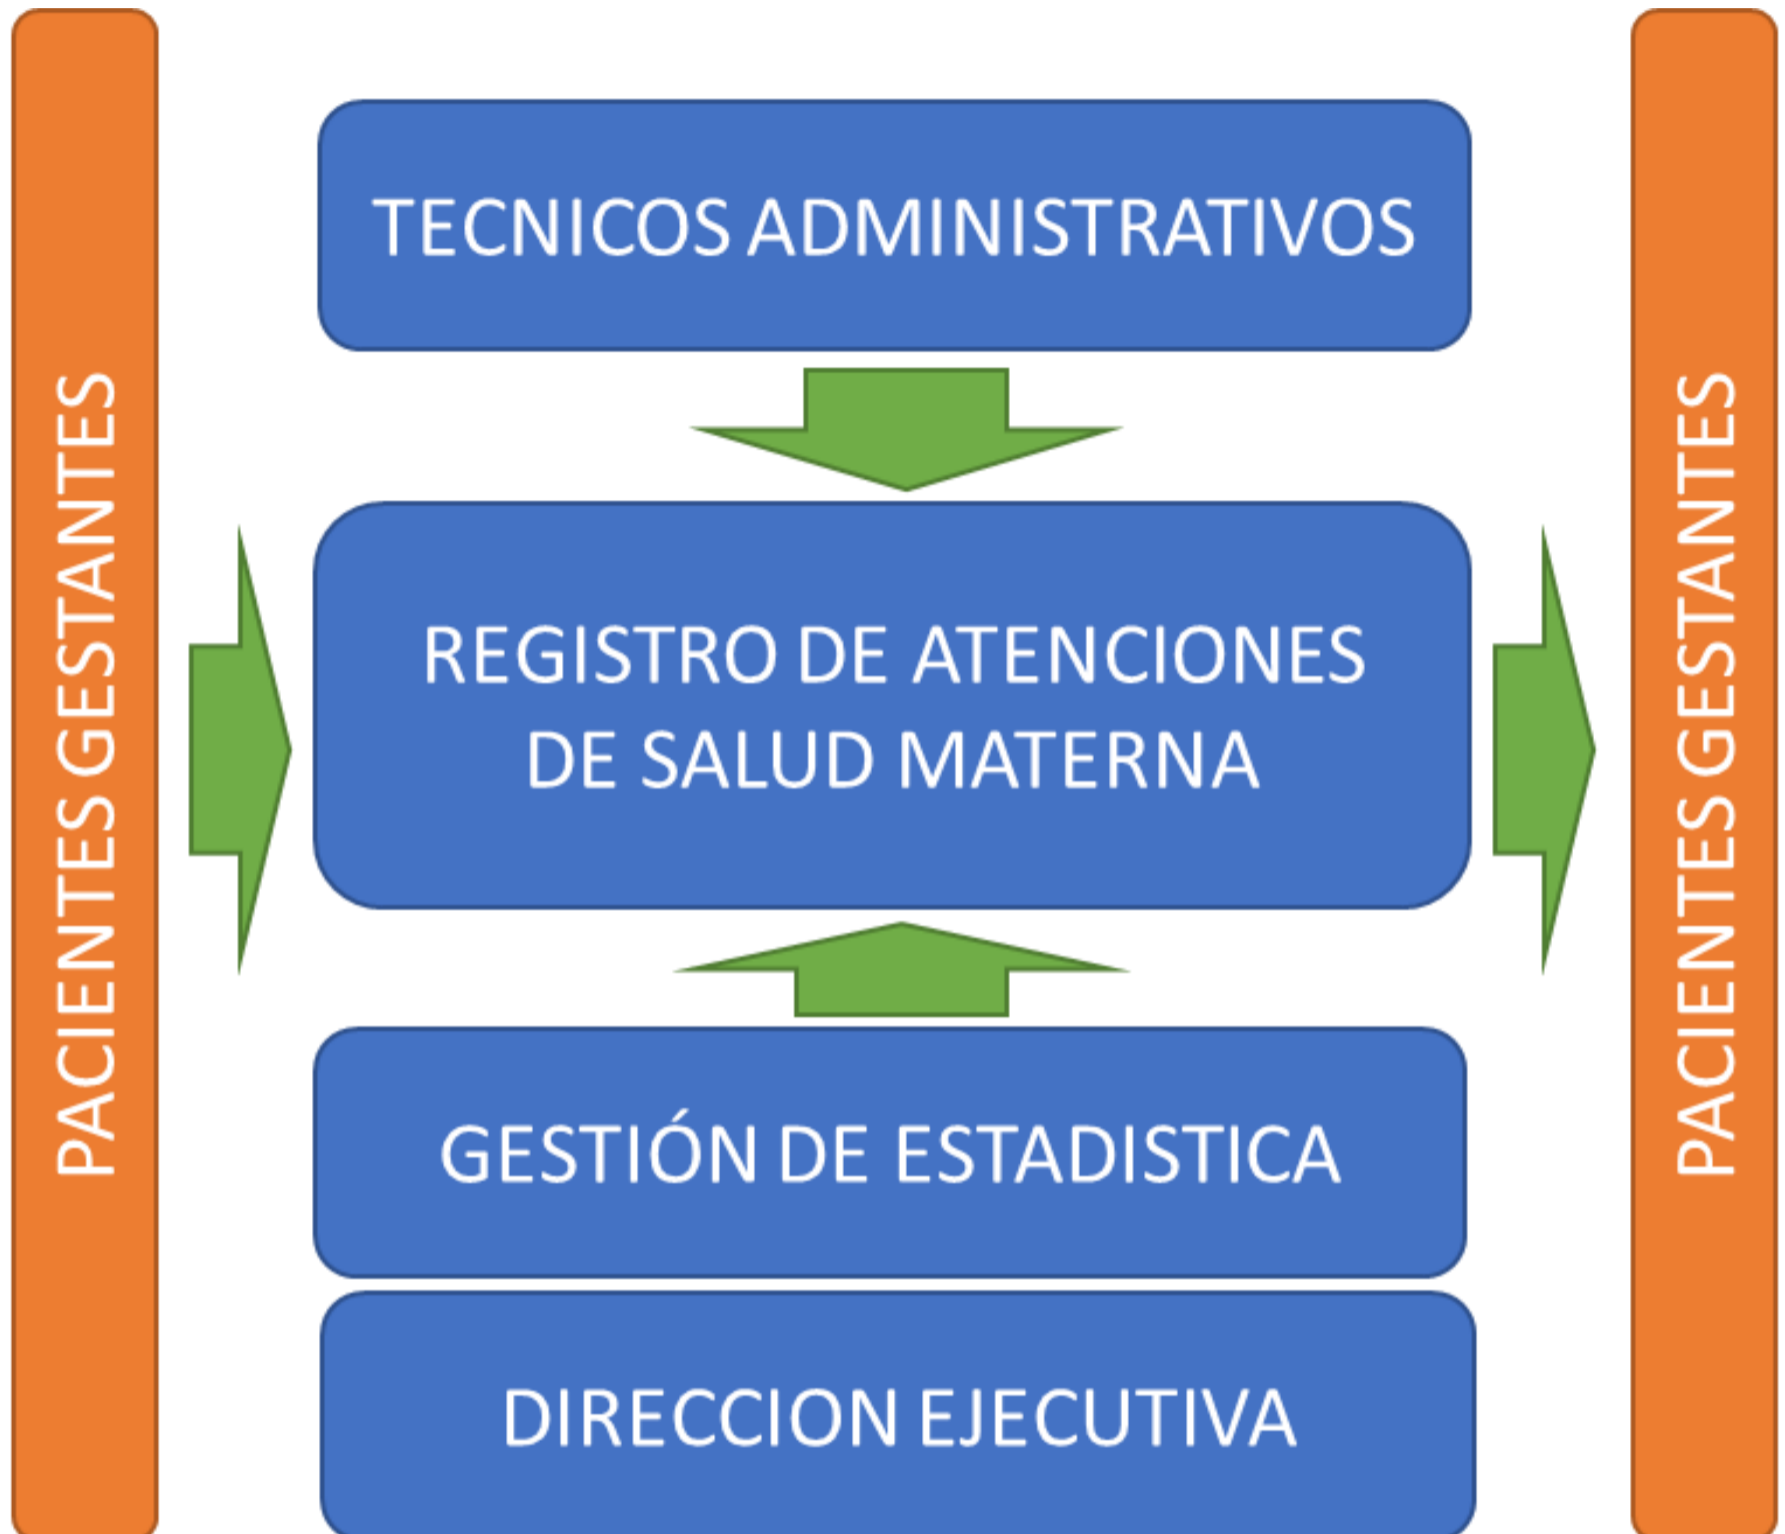 PACIENTES GESTANTES
TECNICOS ADMINISTRATIVOS
REGISTRO DE ATENCIONES
DE SALUD MATERNA
GESTIÓN DE ESTADISTICA
DIRECCION EJECUTIVA
PACIENTES GESTANTES